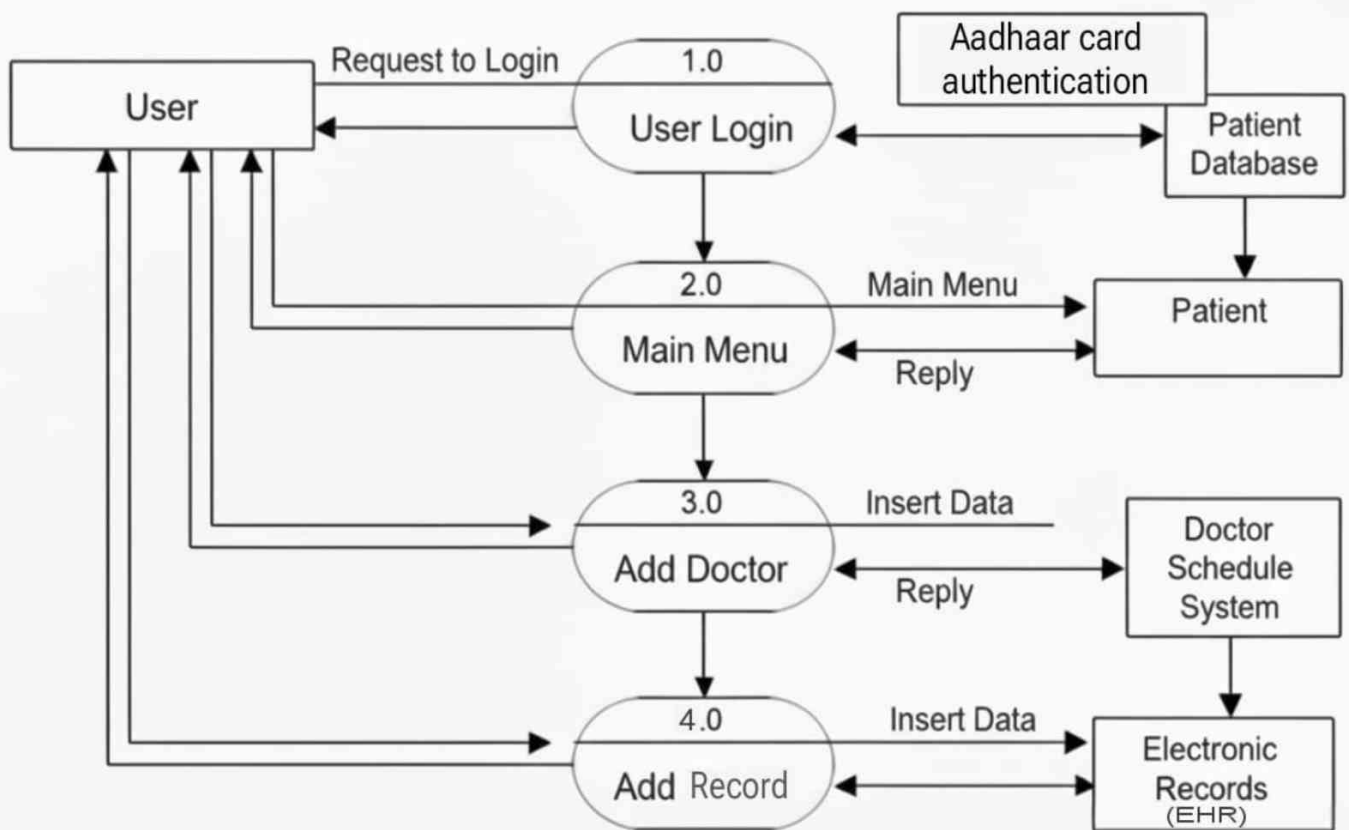 Request to Login
1.0
Aadhaar card
authentication
User
User Login
Patient
Database
2.0
Main Menu
Main Menu
Reply
Patient
3.0
Insert Data
Add Doctor
Reply
Doctor
Schedule
System
4.0
Insert Data
Add Record
Electronic
Records
(EHR)